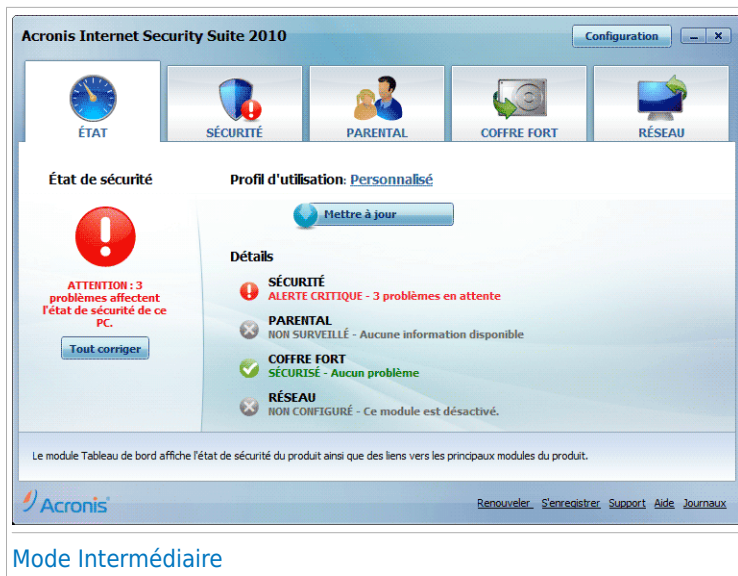 Acronis Internet Security Suite 2010
Configuration
ÉTAT
SÉCURITÉ
PARENTAL
COFFRE FORT
RÉSEAU
État de sécurité
ATTENTION : 3
problèmes affectent
l'état de sécurité de ce
PC.
Tout corriger
Profil d'utilisation: Personnalisé
Mettre à jour
Détails
SÉCURITÉ
ALERTE CRITIQUE - 3 problèmes en attente
PARENTAL
NON SURVEILLÉ - Aucune information disponible
COFFRE FORT
SÉCURISÉ - Aucun problème
RÉSEAU
NON CONFIGURÉ - Ce module est désactivé.
Le module Tableau de bord affiche l'état de sécurité du produit ainsi que des liens vers les principaux modules du produit.
Acronis
Renouveler S'enregistrer Support Aide Journaux
Mode Intermédiaire